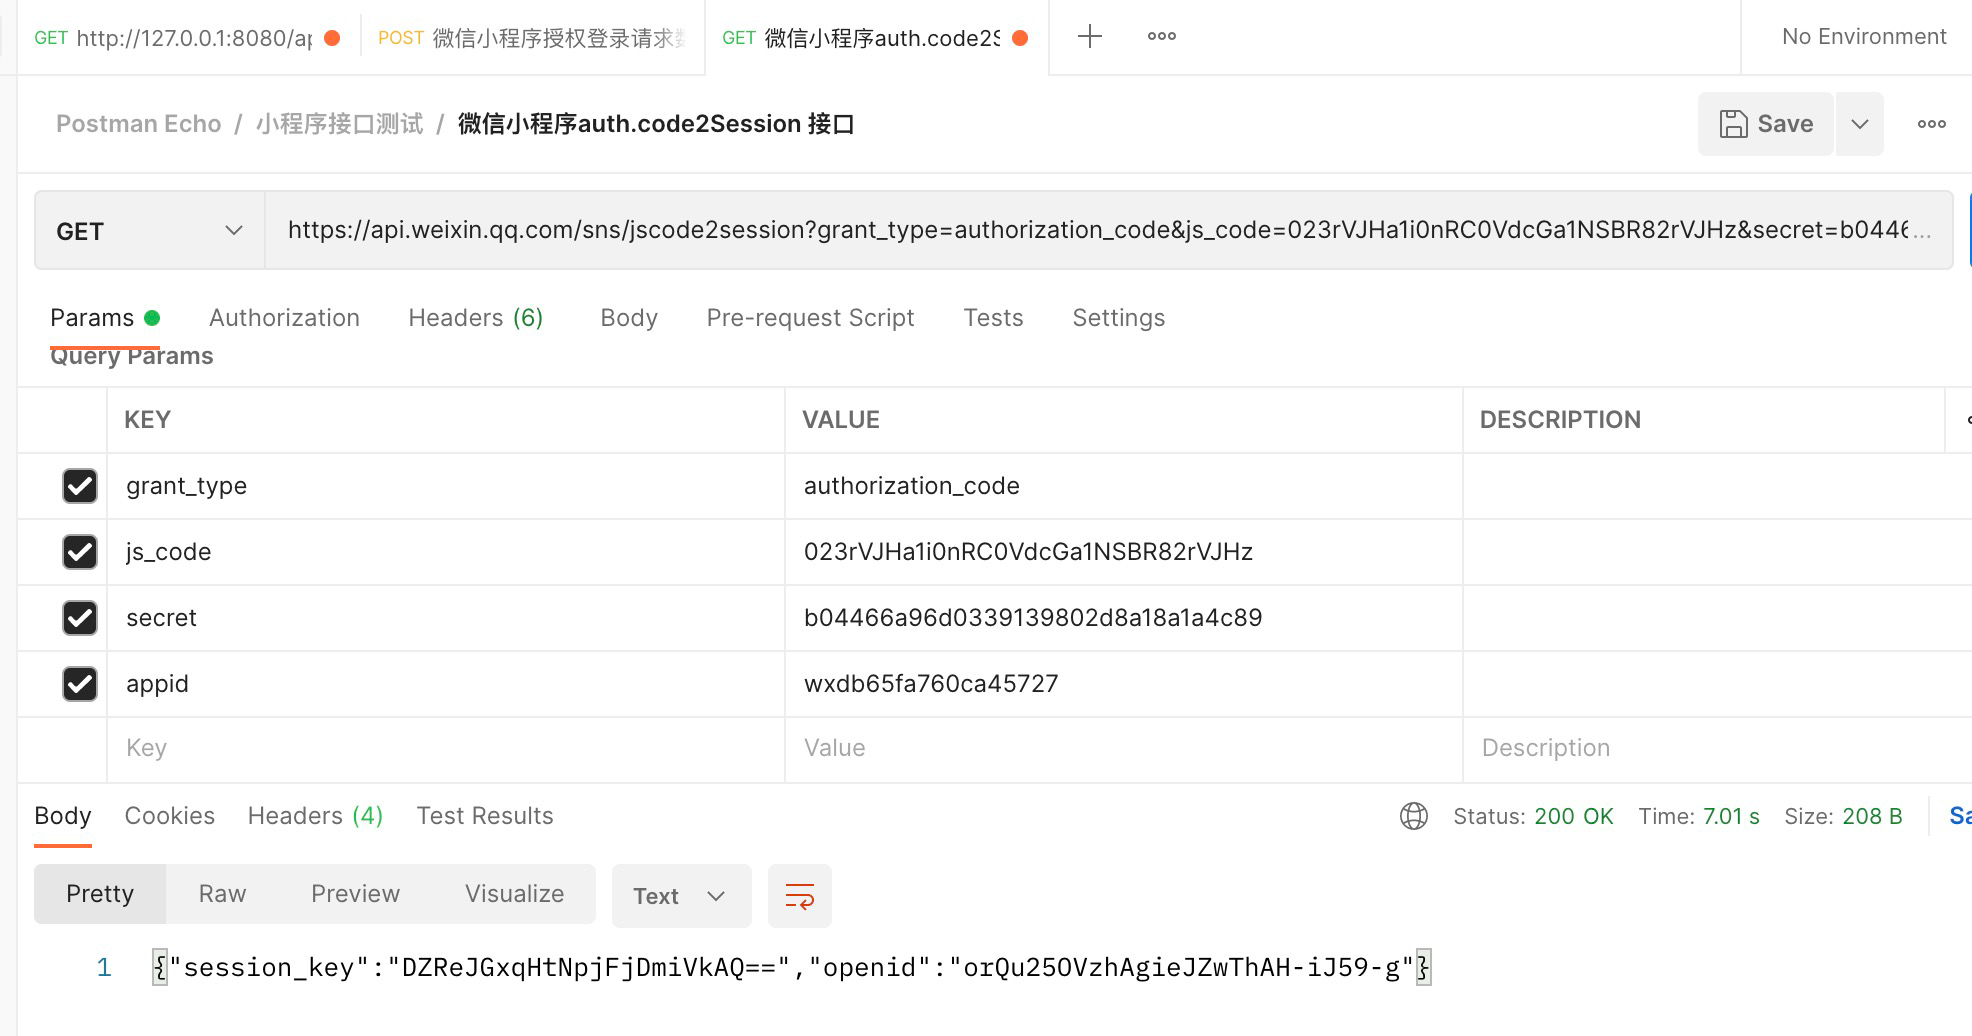 GET http://127.0.0.1:8080/ap POST 微信小程序授权登录请求 GET 微信小程序auth.code2S No Environment
Postman Echo / 小程序接口测试 / 微信小程序auth.code2Session 接口 Save
GET https://api.weixin.qq.com/sns/jscode2session?grant_type=authorization_code&js_code=023rVJHa1i0nRC0VdcGa1NSBR82rVJHz&secret=b0446...
Params Authorization Headers (6) Body Pre-request Script Tests Settings
Query Params
KEY VALUE DESCRIPTION
grant_type authorization_code
js_code 023rVJHa1i0nRC0VdcGa1NSBR82rVJHz
secret b04466a96d0339139802d8a18a1a4c89
appid wxdb65fa760ca45727
Key Value Description
Body Cookies Headers (4) Test Results Status: 200 OK Time: 7.01 s Size: 208 B Sa
Pretty Raw Preview Visualize Text
1 {"session_key":"DZReJGxqHtNpjFjDmiVkAQ==","openid":"orQu25OVzhAgieJZwThAH-iJ59-g"}